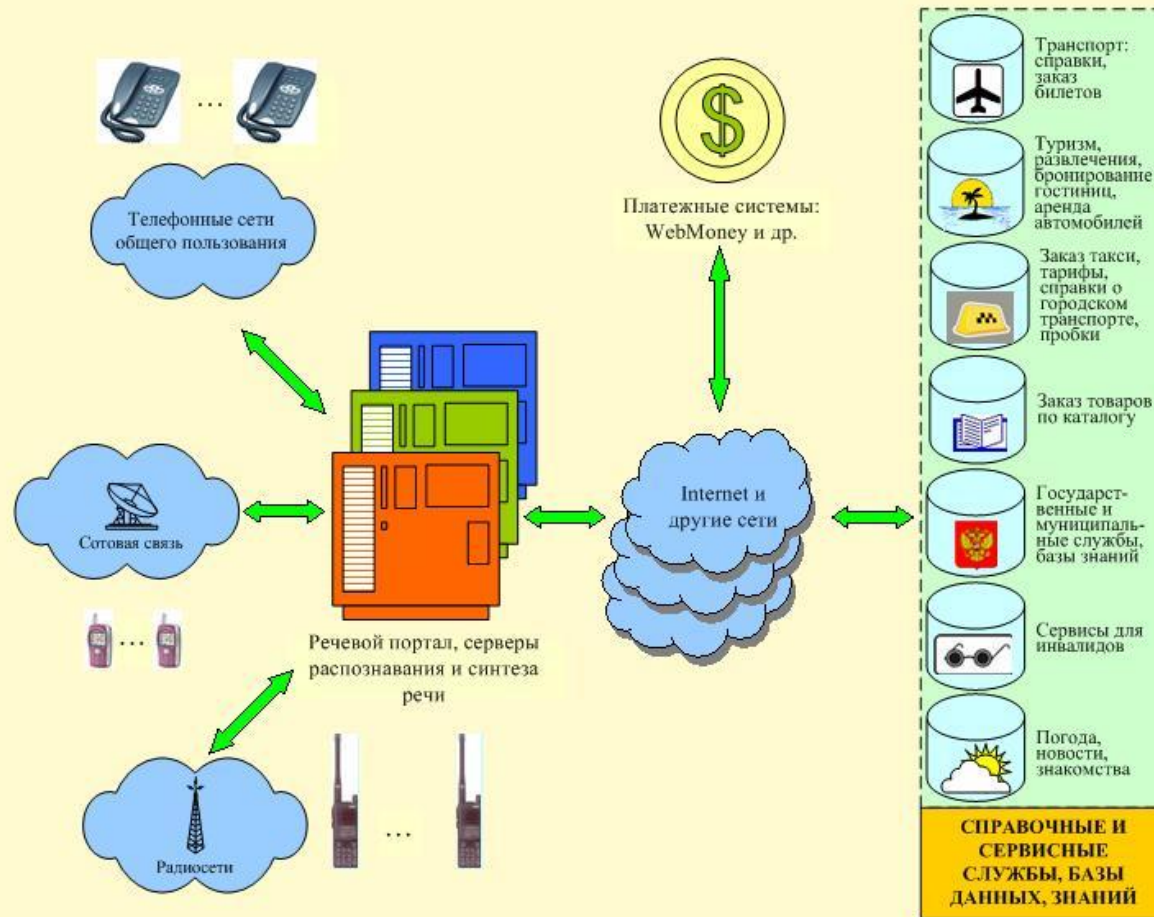 Телефонные сети
общего пользования
Сотовая связь
Радиосети
Речевой портал, серверы
распознавания и синтеза
речи
Платежные системы:
WebMoney и др.
Internet и
другие сети
Транспорт:
справки,
заказ
билетов
Туризм,
развлечения,
бронирование
гостиниц,
аренда
автомобилей
Заказ такси,
тарифы,
справки о
городском
транспорте,
пробки
Заказ товаров
по каталогу
Государст-
венные и
муниципаль-
ные службы,
базы знаний
Сервисы для
инвалидов
Погода,
новости,
знакомства
СПРАВОЧНЫЕ И
СЕРВИСНЫЕ
СЛУЖБЫ, БАЗЫ
ДАННЫХ, ЗНАНИЙ